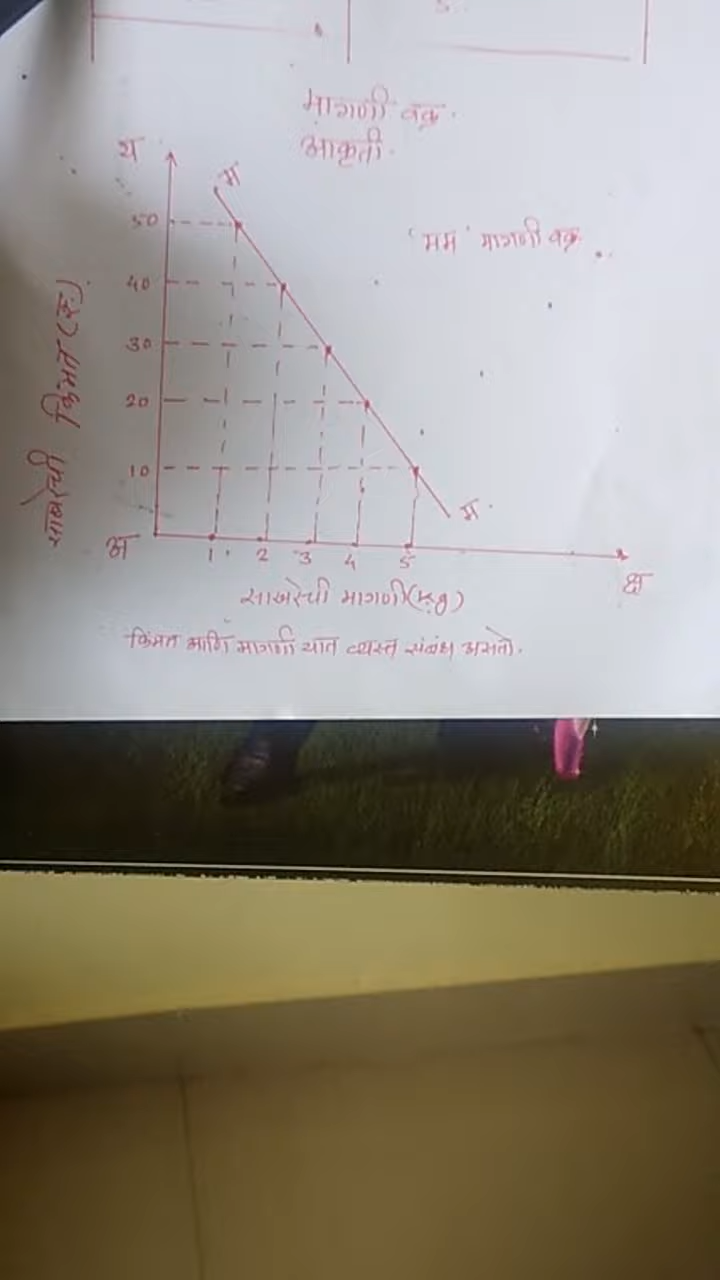 5.
मागणी वक्र.
आकृती.
य
म
50
'मम' मागणी वक्र
40
30
20
10
साखरेची किंमत (रु.)
म
अ
1 2 3 4 5
क्ष
साखरेची मागणी (kg)
किंमत आणि मागणी यात व्यस्त संबंध असतो.